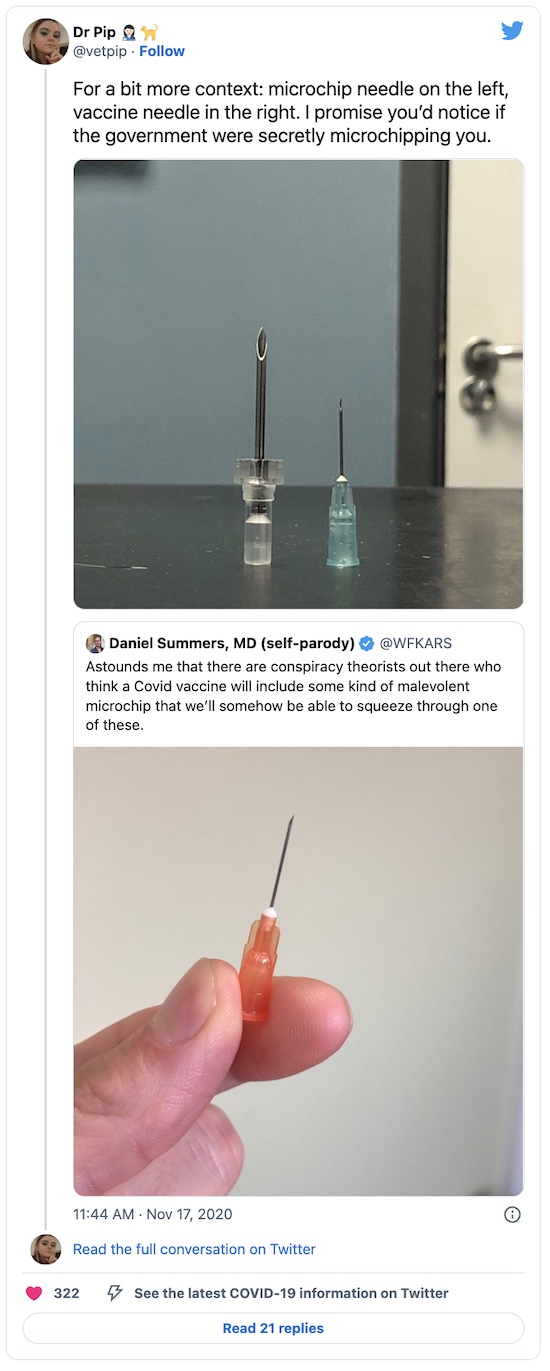 Dr Pip 👩🏻‍⚕️🐈
@vetpip · Follow
For a bit more context: microchip needle on the left,
vaccine needle in the right. I promise you’d notice if
the government were secretly microchipping you.
Daniel Summers, MD (self-parody) @WFKARS
Astounds me that there are conspiracy theorists out there who
think a Covid vaccine will include some kind of malevolent
microchip that we’ll somehow be able to squeeze through one
of these.
11:44 AM · Nov 17, 2020
Read the full conversation on Twitter
322 See the latest COVID-19 information on Twitter
Read 21 replies